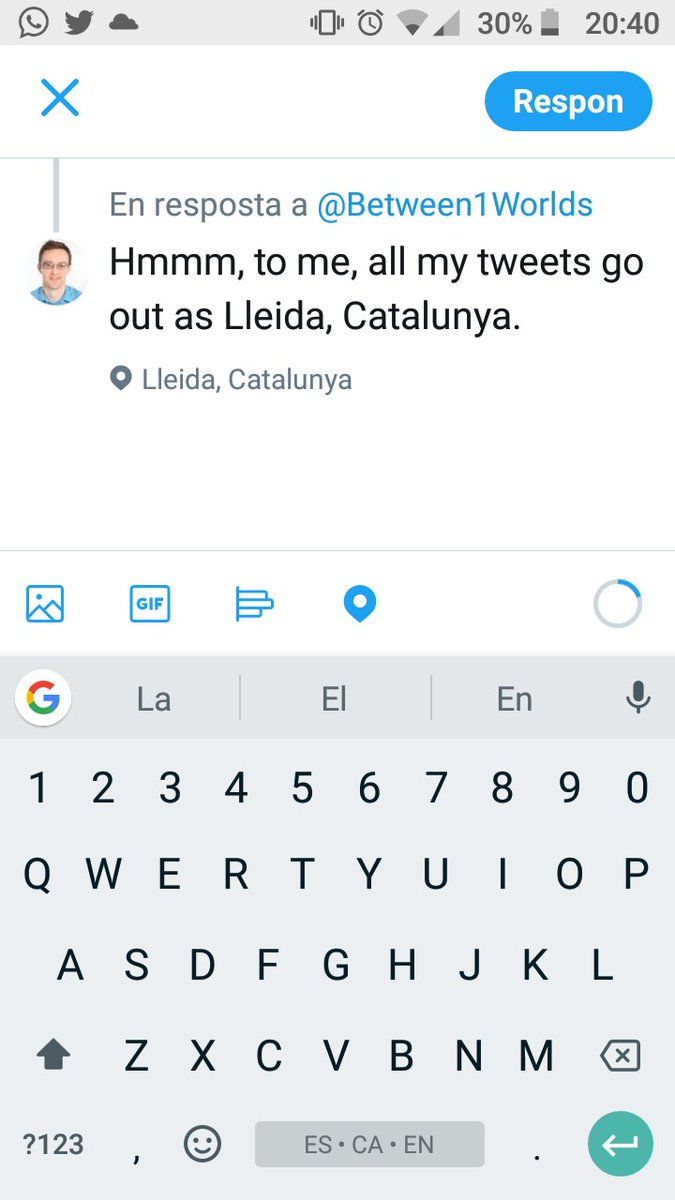 30% 20:40
Respon
En resposta a @Between1Worlds
Hmmm, to me, all my tweets go
out as Lleida, Catalunya.
Lleida, Catalunya
GIF
G La El En
1 2 3 4 5 6 7 8 9 0
Q W E R T Y U I O P
A S D F G H J K L
Z X C V B N M
?123 , ES • CA • EN .